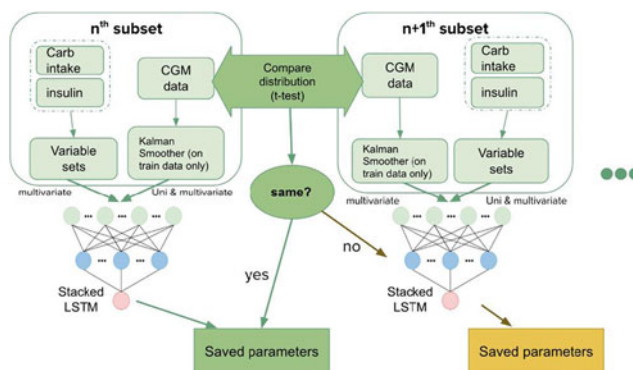 nth subset
Carb
intake
insulin
CGM
data
Variable
sets
Kalman
Smoother (on
train data only)
multivariate
Uni & multivariate
Stacked
LSTM
Compare
distribution
(t-test)
same?
yes
no
Saved parameters
n+1th subset
CGM
data
Carb
intake
insulin
Kalman
Smoother (on
train data only)
Variable
sets
multivariate
Uni & multivariate
Stacked
LSTM
Saved parameters